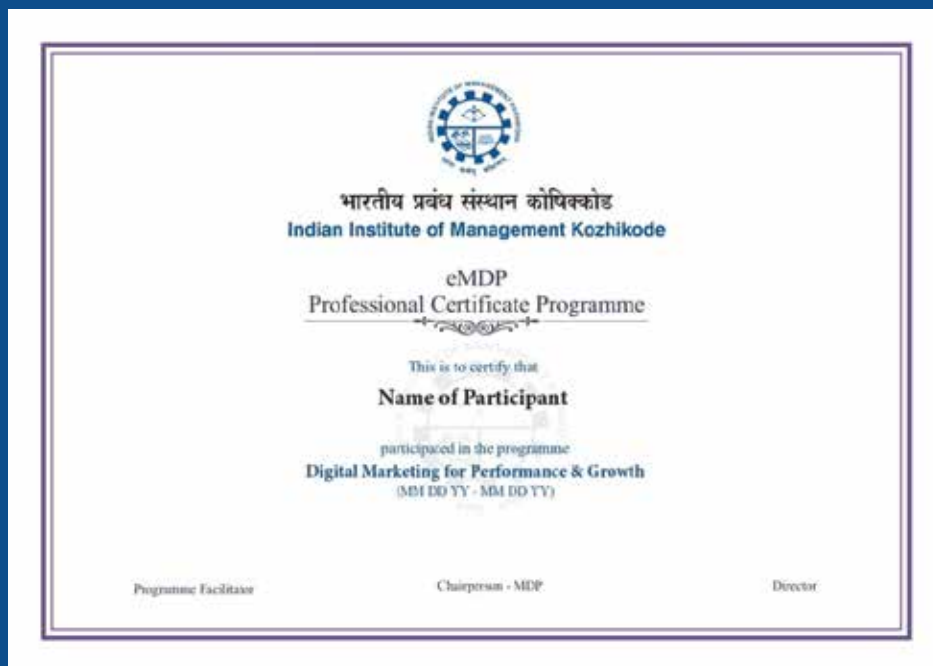 भारतीय प्रबंध संस्थान कोषिक्कोड
Indian Institute of Management Kozhikode
eMDP
Professional Certificate Programme
This is to certify that
Name of Participant
participated in the programme
Digital Marketing for Performance & Growth
(MM DD YY - MM DD YY)
Programme Facilitator
Chairperson - MDP
Director